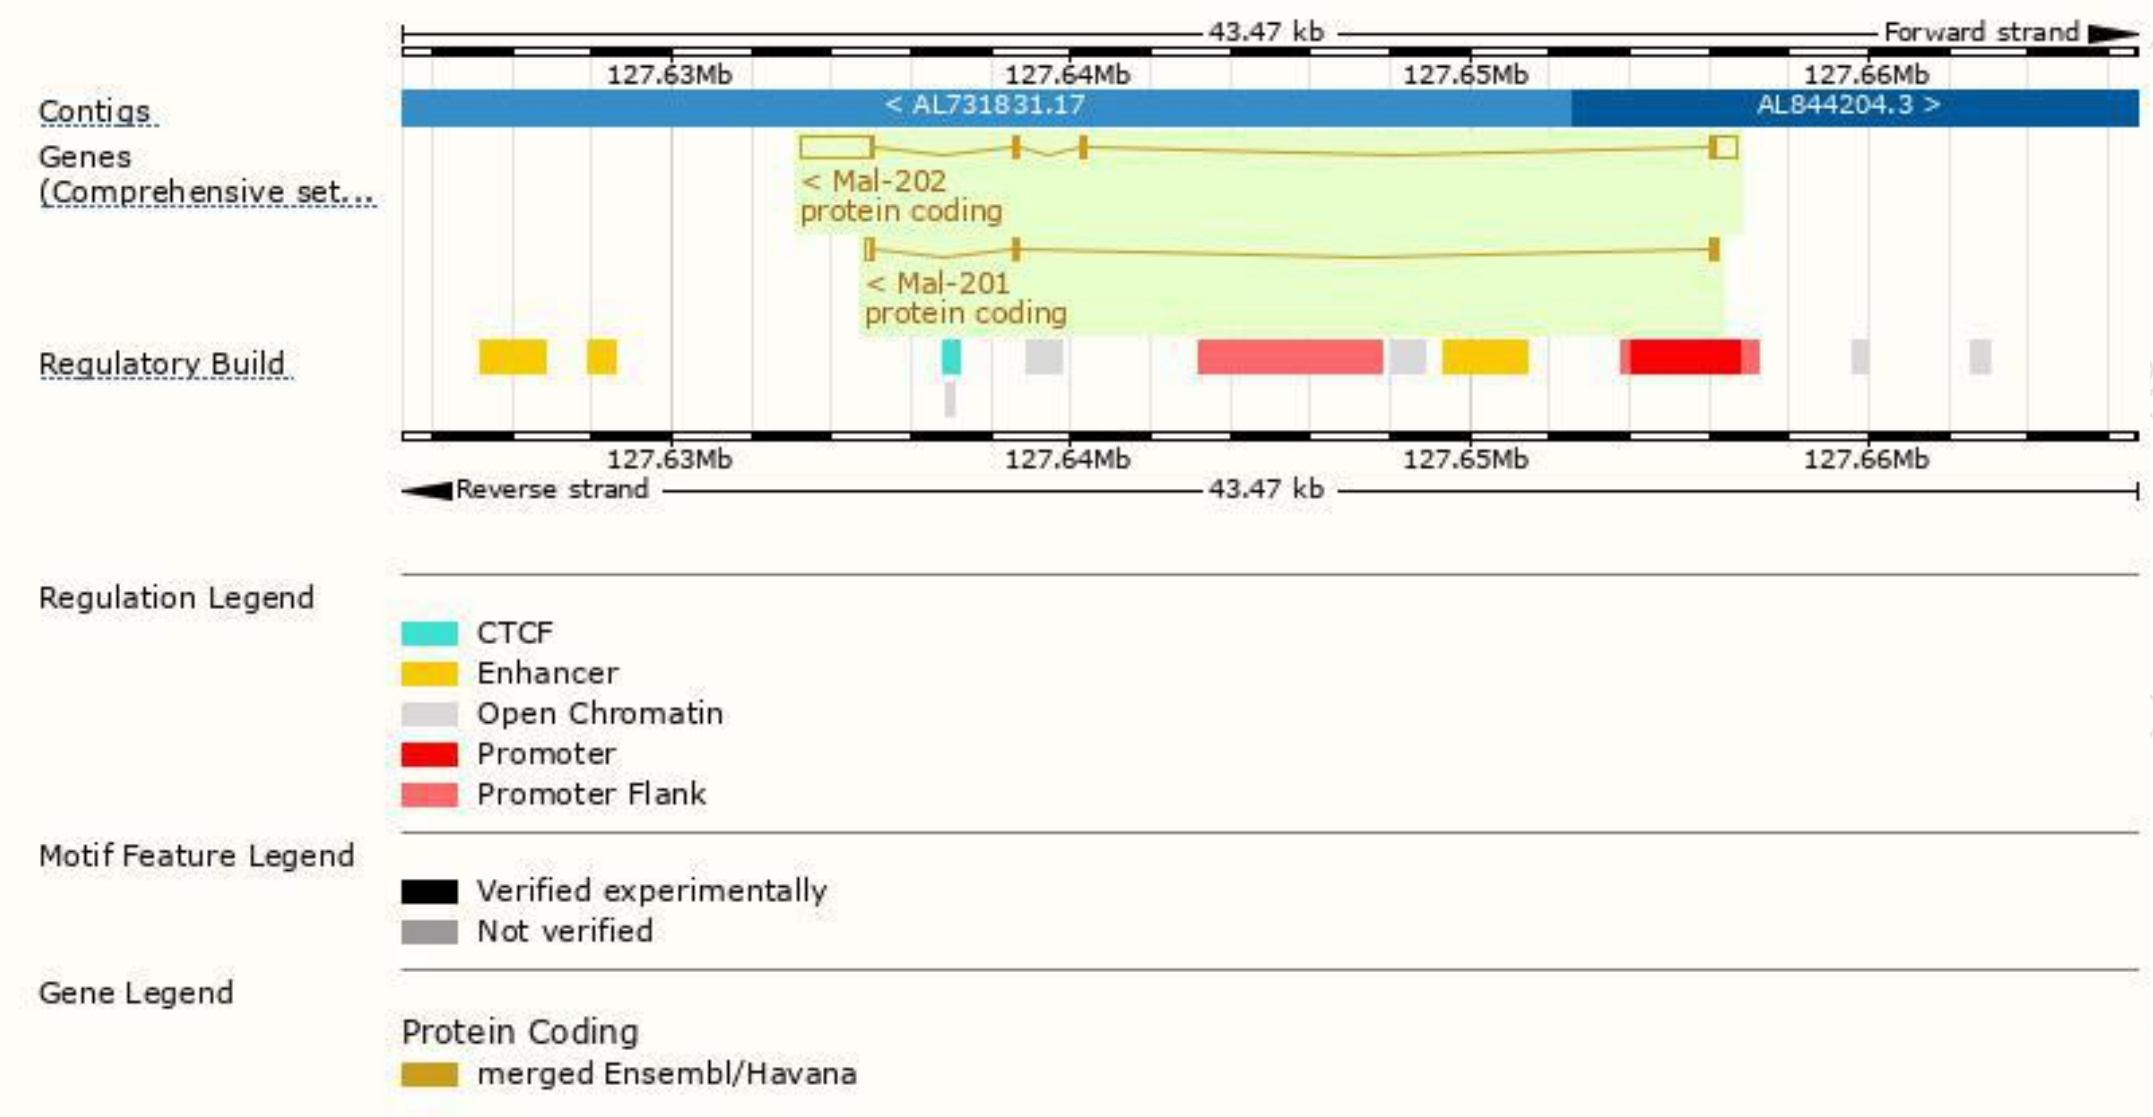 43.47 kb
Forward strand
127.63Mb 127.64Mb 127.65Mb 127.66Mb
Contigs
< AL731831.17 AL844204.3 >
Genes
(Comprehensive set...
< Mal-202
protein coding
< Mal-201
protein coding
Regulatory Build
127.63Mb 127.64Mb 127.65Mb 127.66Mb
Reverse strand 43.47 kb
Regulation Legend
CTCF
Enhancer
Open Chromatin
Promoter
Promoter Flank
Motif Feature Legend
Verified experimentally
Not verified
Gene Legend
Protein Coding
merged Ensembl/Havana